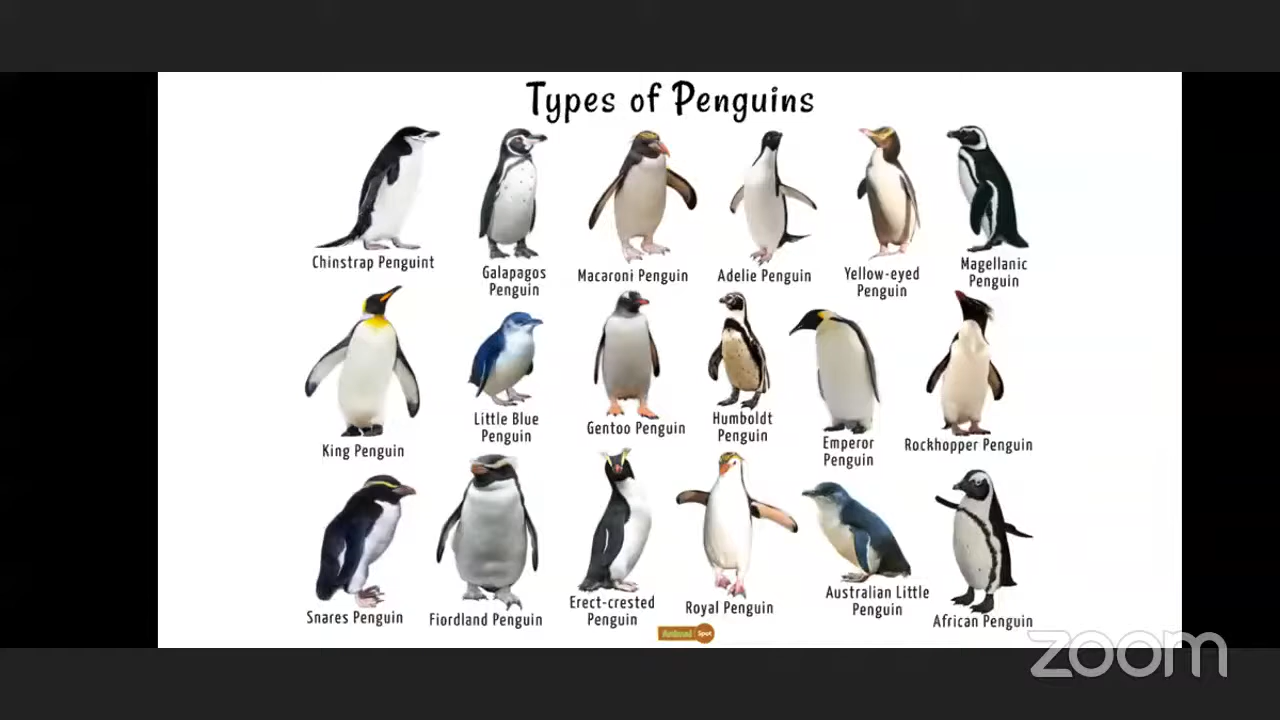 Types of Penguins
Chinstrap Penguint
Galapagos
Penguin
Macaroni Penguin
Adelie Penguin
Yellow-eyed
Penguin
Magellanic
Penguin
King Penguin
Little Blue
Penguin
Gentoo Penguin
Humboldt
Penguin
Emperor
Penguin
Rockhopper Penguin
Snares Penguin
Fiordland Penguin
Erect-crested
Penguin
Royal Penguin
Australian Little
Penguin
African Penguin
Animal Spot
zoom